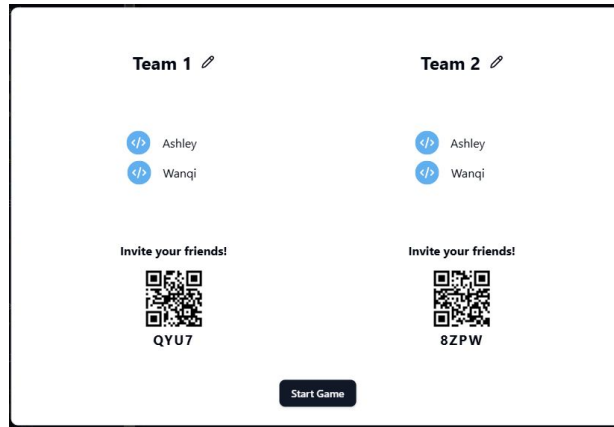 Team 1
Ashley
Wanqi
Invite your friends!
QYU7
Team 2
Ashley
Wanqi
Invite your friends!
8ZPW
Start Game